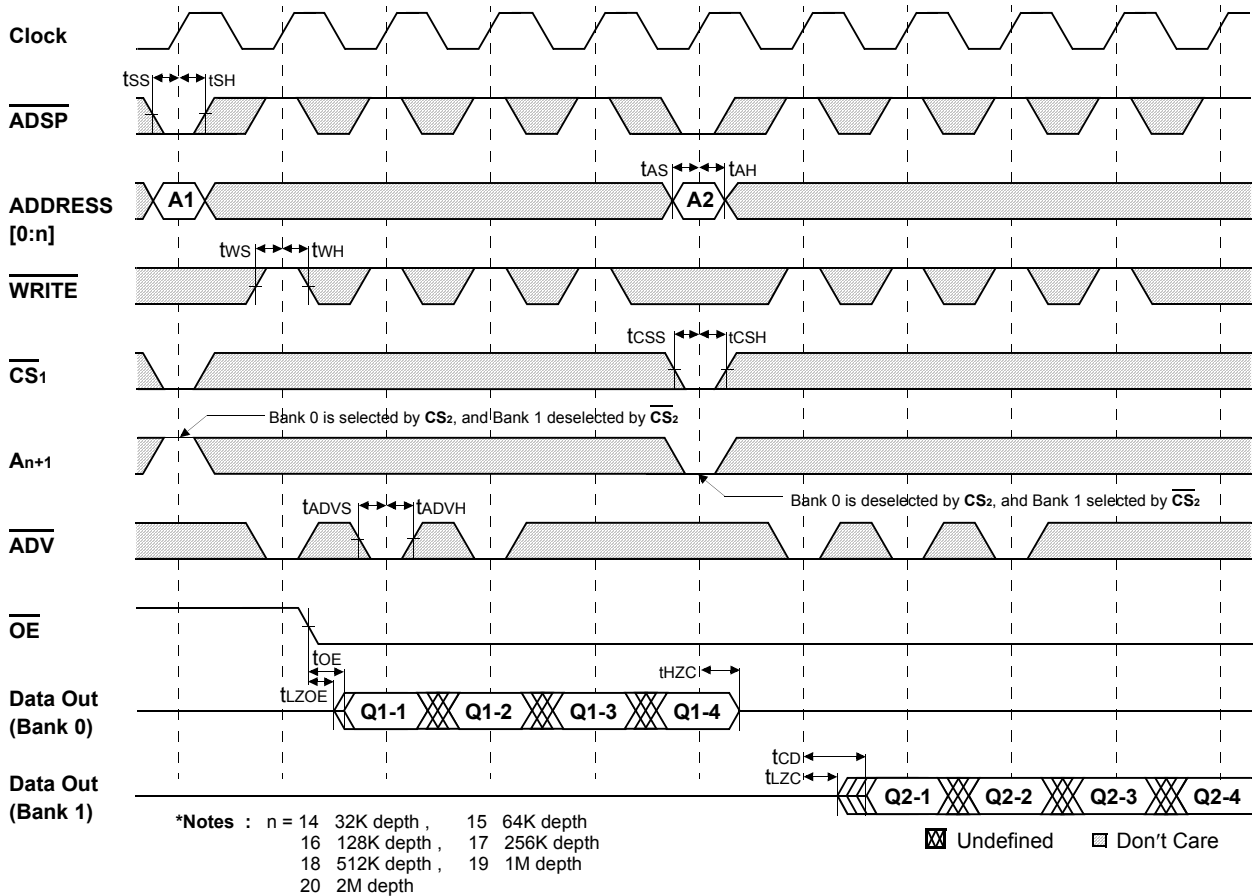 Clock
tSS tSH
ADSP
tAS tAH
ADDRESS
[0:n]
A1 A2
tWS tWH
WRITE
tCSS tCSH
CS1
Bank 0 is selected by CS2, and Bank 1 deselected by CS2
An+1
Bank 0 is deselected by CS2, and Bank 1 selected by CS2
tADVS tADVH
ADV
OE
tOE
tHZC
tLZOE
Data Out
(Bank 0)
Q1-1 Q1-2 Q1-3 Q1-4
tCD
tLZC
Data Out
(Bank 1)
Q2-1 Q2-2 Q2-3 Q2-4
*Notes : n = 14 32K depth , 15 64K depth
16 128K depth , 17 256K depth
18 512K depth , 19 1M depth
20 2M depth
Undefined Don't Care